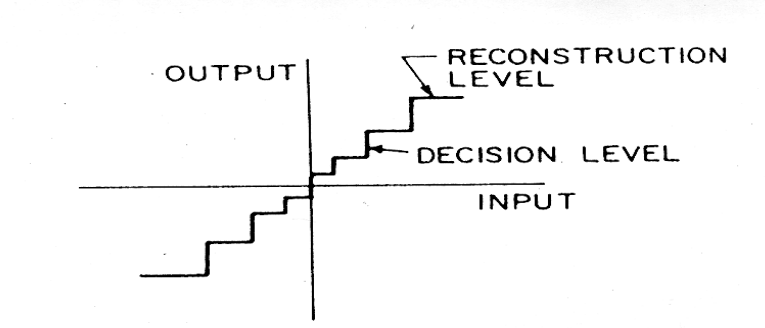 OUTPUT
RECONSTRUCTION
LEVEL
DECISION LEVEL
INPUT